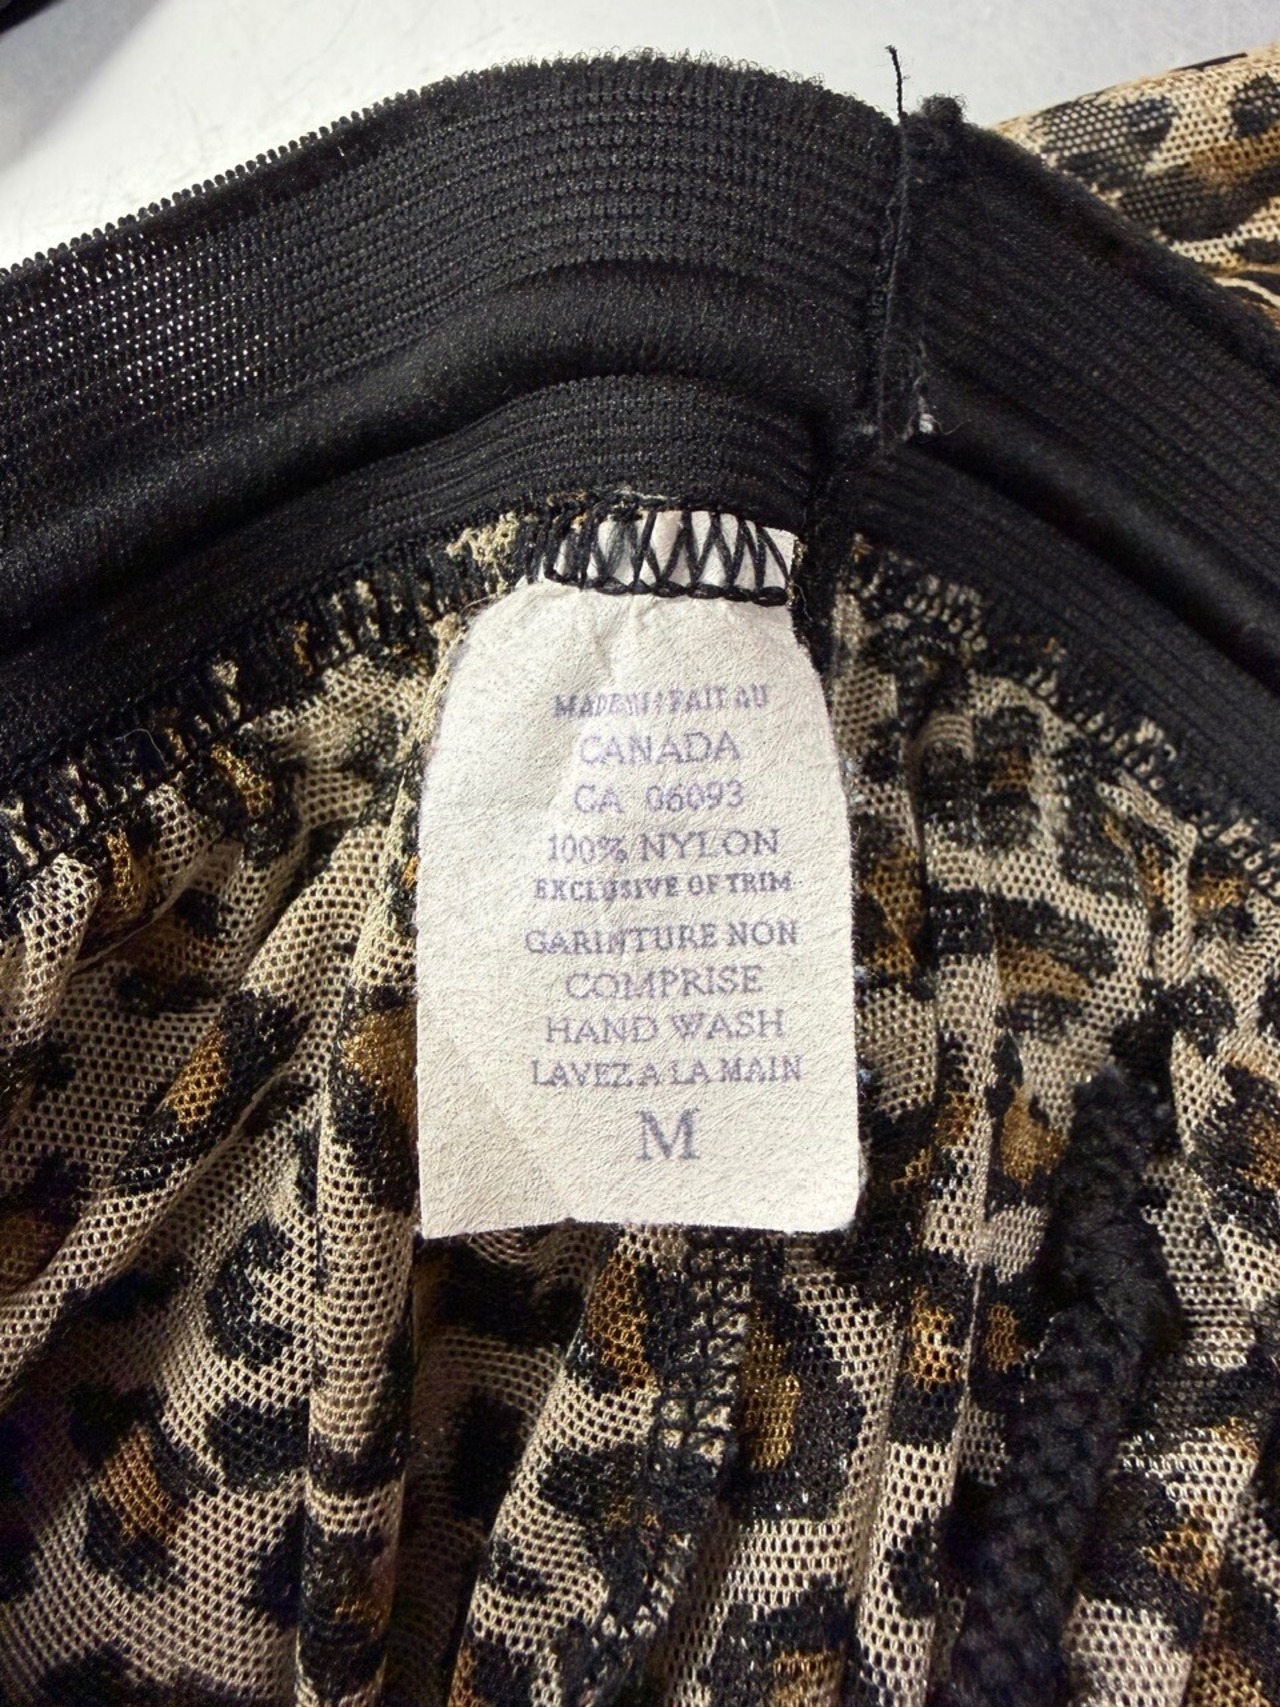 MADE IN / FAIT AU
CANADA
CA 06093
100% NYLON
EXCLUSIVE OF TRIM
GARINTURE NON
COMPRISE
HAND WASH
LAVEZ A LA MAIN
M